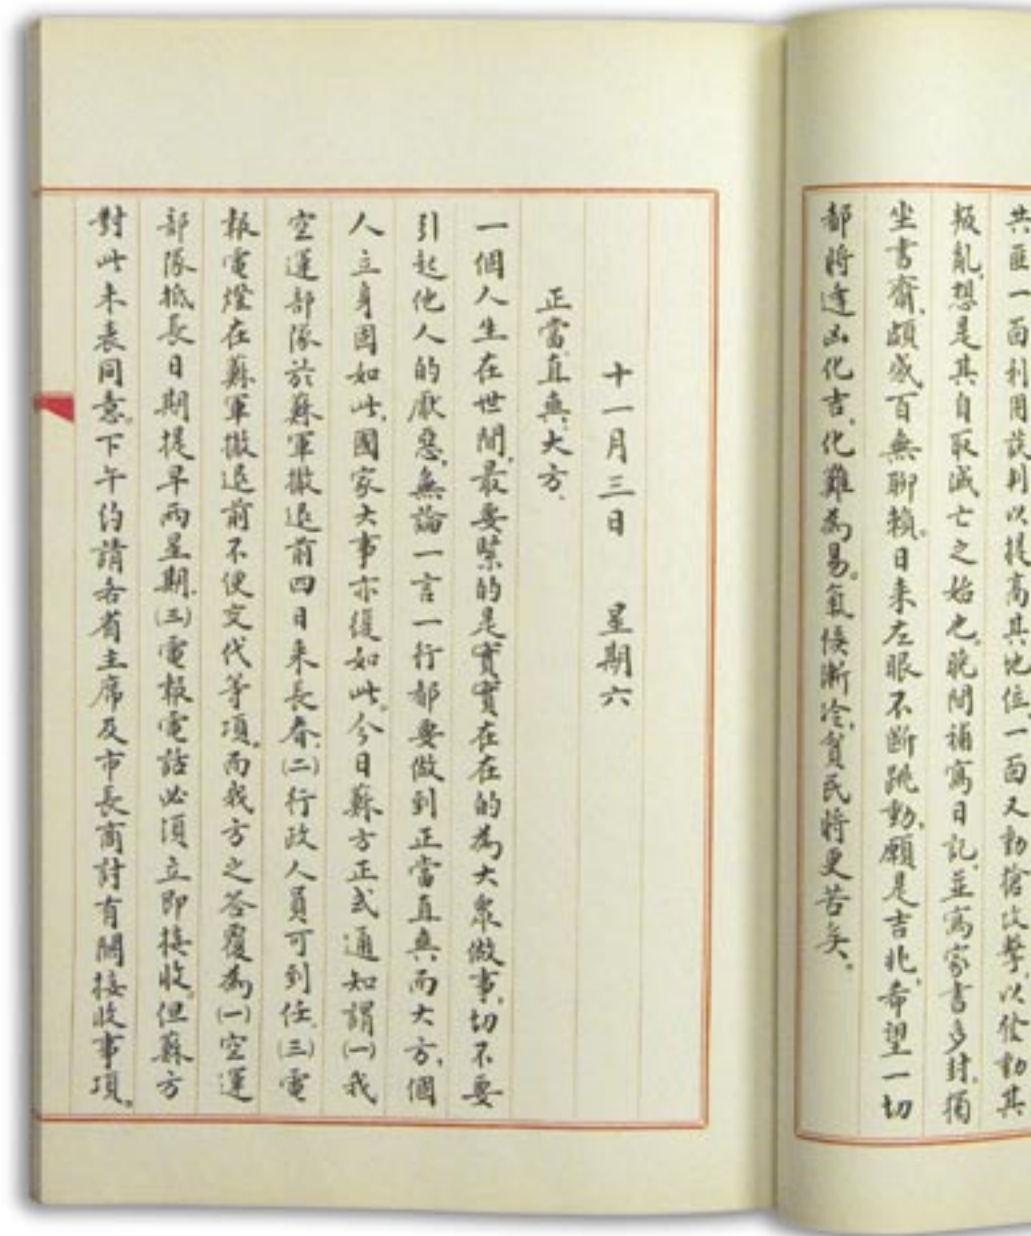 共匪一面利用談判以提高其地位一面又動搶攻擊以發動其
叛亂、想是其自取滅亡之始也。晚間補寫日記、並寫家書多封、獨
坐書齋、頗感百無聊賴。日來左眼不斷跳動、願是吉兆、希望一切
都將逢凶化吉、化難為易。氣候漸冷、貧民將更苦矣。
十一月三日 星期六
正當、直爽、大方、
一個人生在世間、最要緊的是實實在在的為大眾做事、切不要
引起他人的厭惡、無論一言一行都要做到正當直爽而大方、個
人立身固如此、國家大事亦復如此。今日蘇方正式通知謂(一)我
空運部隊於蘇軍撤退前四日來長春、(二)行政人員可到任、(三)電
報電燈在蘇軍撤退前不便交代等項、而我方之答覆為(一)空運
部隊抵長日期提早兩星期、(三)電報電話必須立即接收、但蘇方
對此未表同意。下午約請各省主席及市長商討有關接收事項。